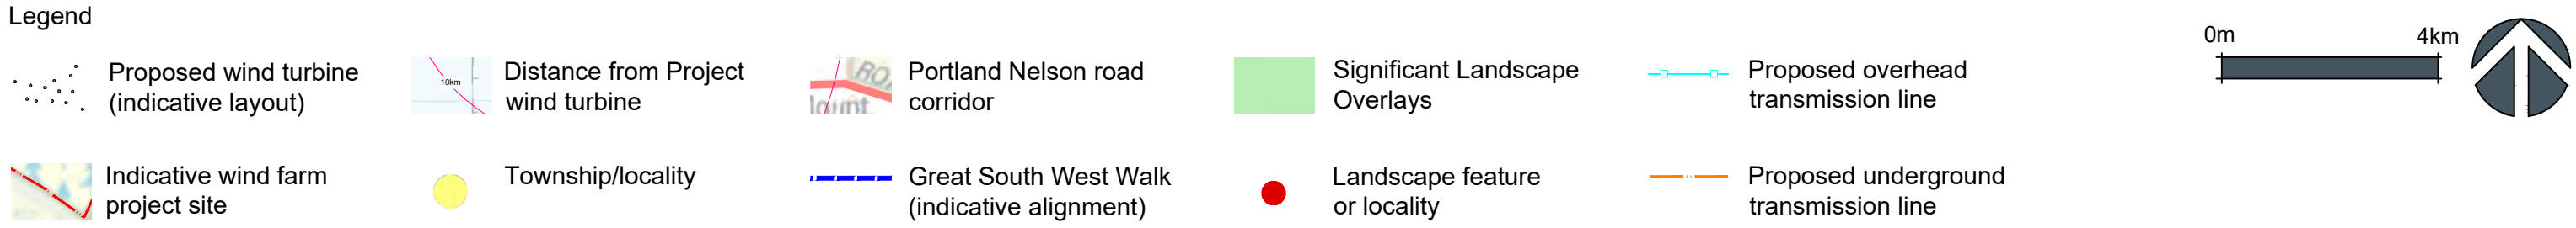 Legend
0m
4km
Proposed wind turbine
(indicative layout)
10km
Distance from Project
wind turbine
Portland Nelson road
corridor
Significant Landscape
Overlays
Proposed overhead
transmission line
Indicative wind farm
project site
Township/locality
Great South West Walk
(indicative alignment)
Landscape feature
or locality
Proposed underground
transmission line